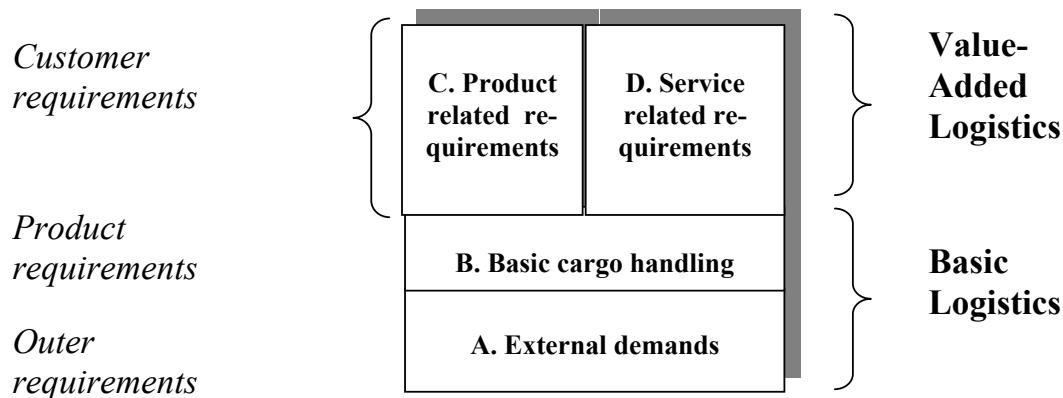 Customer
requirements
C. Product
related re-
quirements
D. Service
related re-
quirements
Value-
Added
Logistics
Product
requirements
B. Basic cargo handling
Basic
Logistics
Outer
requirements
A. External demands